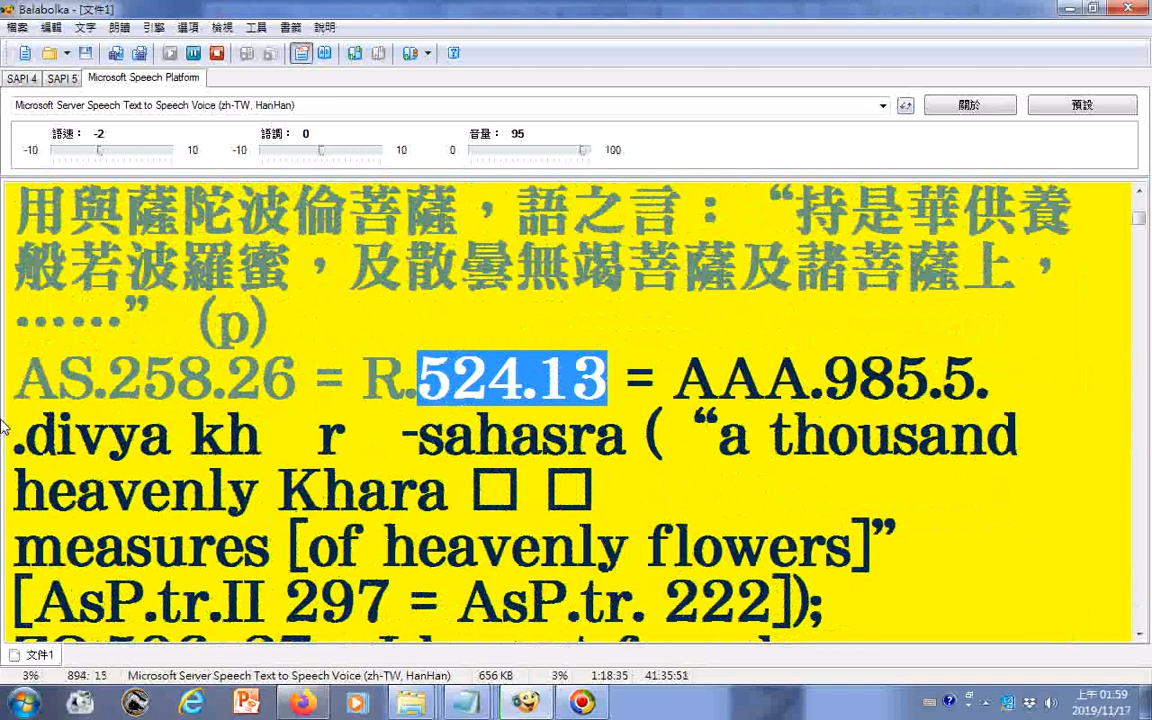 Balabolka - [文件1]
檔案 編輯 文字 朗讀 引擎 選項 檢視 工具 書籤 說明
SAPI 4 SAPI 5 Microsoft Speech Platform
Microsoft Server Speech Text to Speech Voice (zh-TW, HanHan) 關於 預設
語速： -2 語調： 0 音量： 95
-10 10 -10 10 0 100
用與薩陀波倫菩薩，語之言：“持是華供養
般若波羅蜜，及散曇無竭菩薩及諸菩薩上，
……” (p)
AS.258.26 = R.524.13 = AAA.985.5.
.divya kh r -sahasra ( “a thousand
heavenly Khara □ □
measures [of heavenly flowers]”
[AsP.tr.II 297 = AsP.tr. 222]);
文件1
3% 894: 15 Microsoft Server Speech Text to Speech Voice (zh-TW, HanHan) 656 KB 3% 1:18:35 41:35:51
上午 01:59
2019/11/17